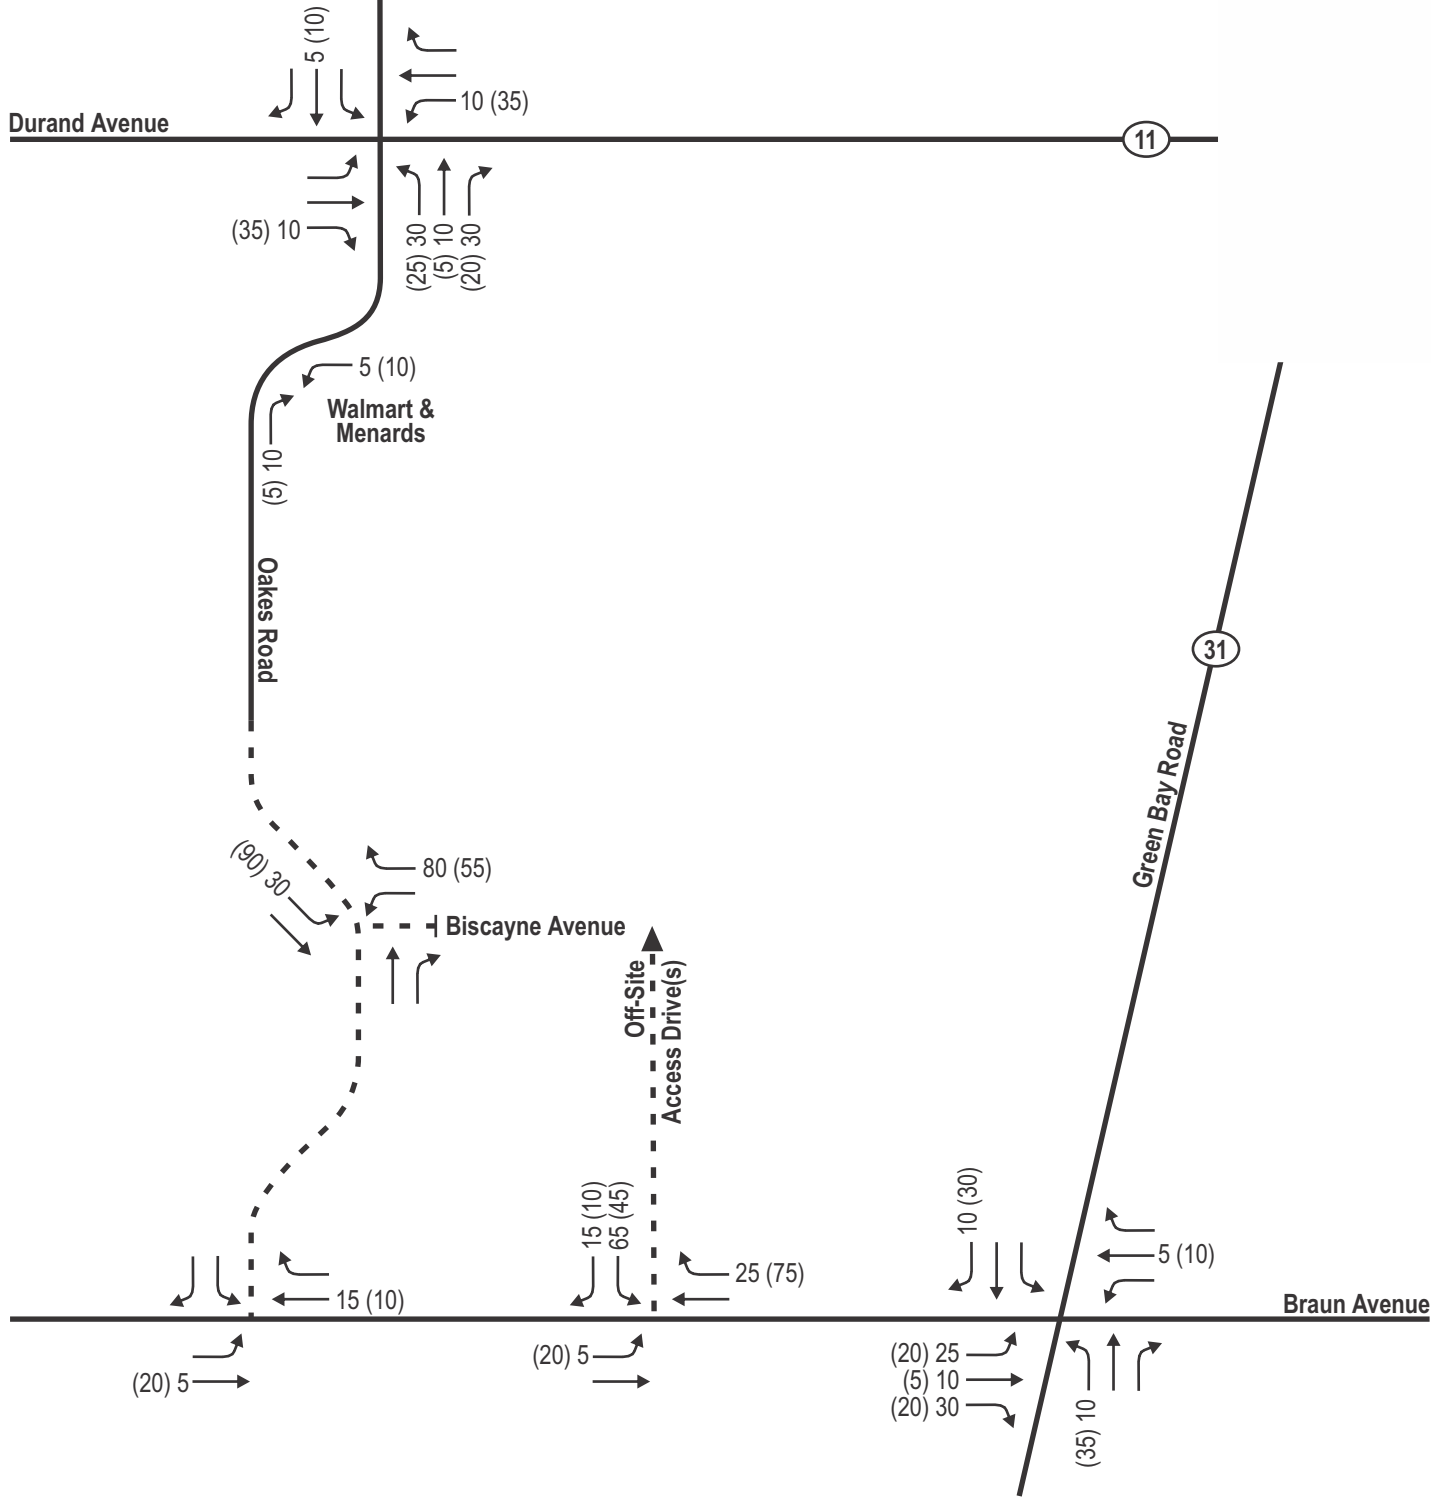 5 (10)
10 (35)
Durand Avenue
11
(35) 10
(25) 30
(5) 10
(20) 30
5 (10)
Walmart &
Menards
(5) 10
Oakes Road
31
Green Bay Road
(90) 30
80 (55)
Biscayne Avenue
Off-Site
Access Drive(s)
15 (10)
65 (45)
10 (30)
5 (10)
25 (75)
15 (10)
Braun Avenue
(20) 5
(20) 5
(20) 25
(5) 10
(20) 30
(35) 10